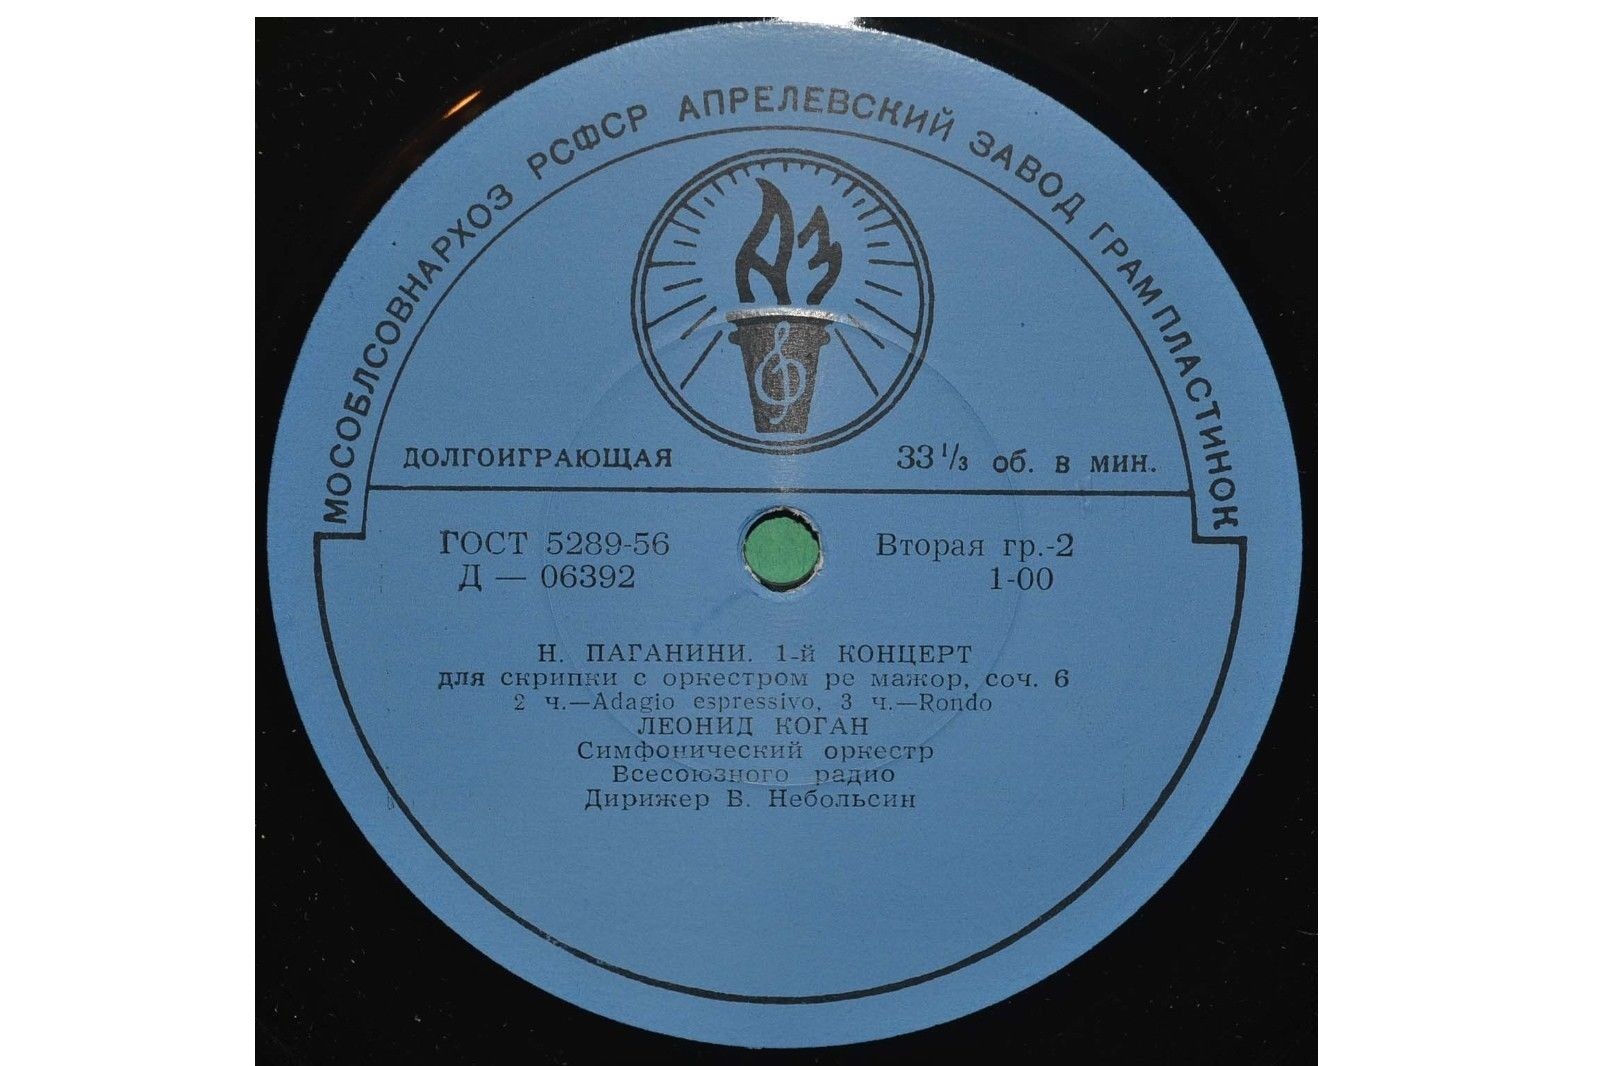 МОСОБЛСОВНАРХОЗ РСФСР АПРЕЛЕВСКИЙ ЗАВОД ГРАМПЛАСТИНОК
АЗ
ДОЛГОИГРАЮЩАЯ 33 1/3 об. в мин.
ГОСТ 5289-56 Вторая гр.-2
Д — 06392 1-00
Н. ПАГАНИНИ. 1-й КОНЦЕРТ
для скрипки с оркестром ре мажор, соч. 6
2 ч.—Adagio espressivo, 3 ч.—Rondo
ЛЕОНИД КОГАН
Симфонический оркестр
Всесоюзного радио
Дирижер В. Небольсин